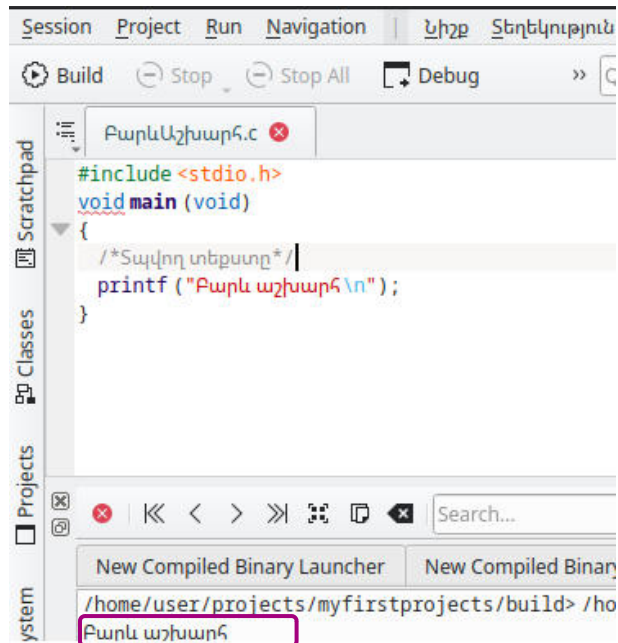 Session Project Run Navigation | Նիշք Տեղեկություն
Build Stop Stop All Debug »
ԲարևԱշխարհ.c
Scratchpad
Classes
Projects
#include <stdio.h>
void main (void)
{
/*Տպվող տեքստը*/
printf ("Բարև աշխարհ\n");
}
Search...
New Compiled Binary Launcher New Compiled Binary
/home/user/projects/myfirstprojects/build> /ho
Բարև աշխարհ